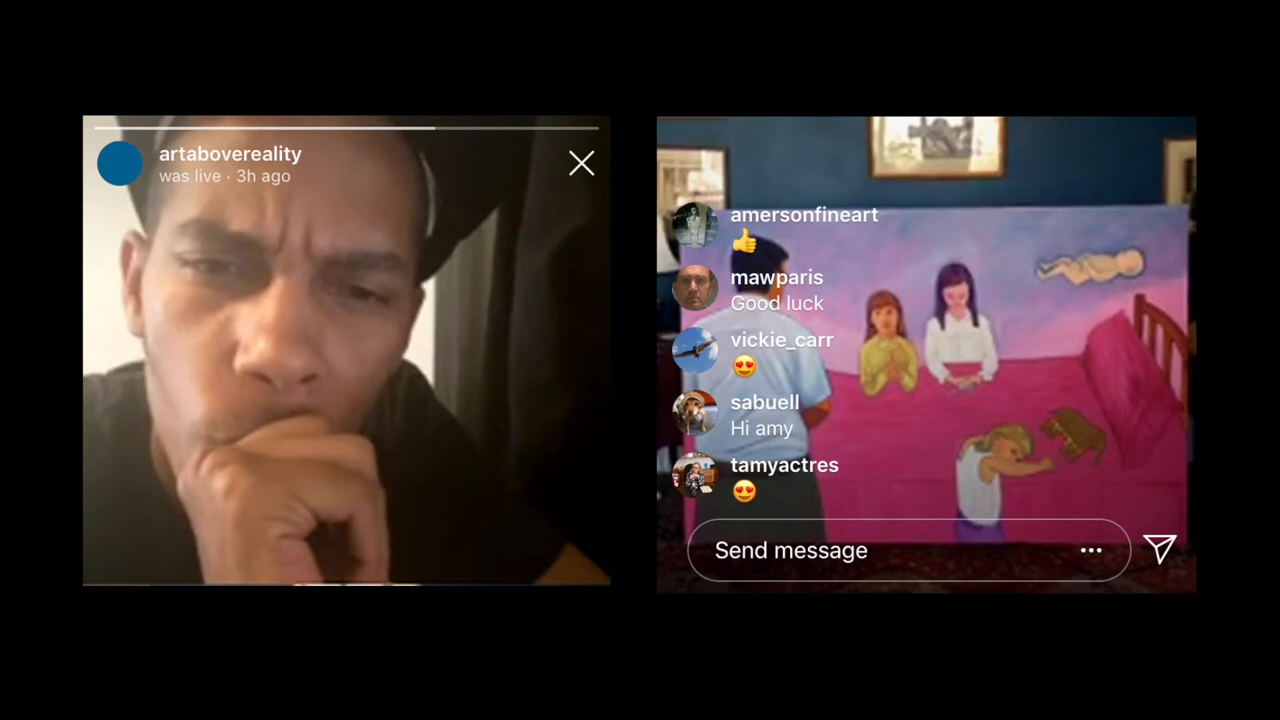 artabovereality
was live · 3h ago
amersonfineart
👍
mawparis
Good luck
vickie_carr
😍
sabuell
Hi amy
tamyactres
😍
Send message